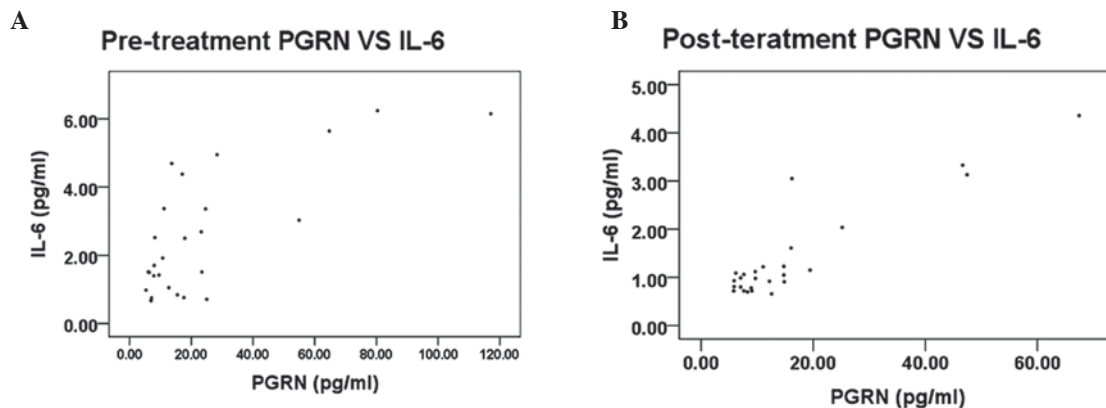 A
Pre-treatment PGRN VS IL-6
IL-6 (pg/ml)
6.00
4.00
2.00
0.00
0.00 20.00 40.00 60.00 80.00 100.00 120.00
PGRN (pg/ml)
B
Post-teratment PGRN VS IL-6
IL-6 (pg/ml)
5.00
4.00
3.00
2.00
1.00
0.00
0.00 20.00 40.00 60.00
PGRN (pg/ml)